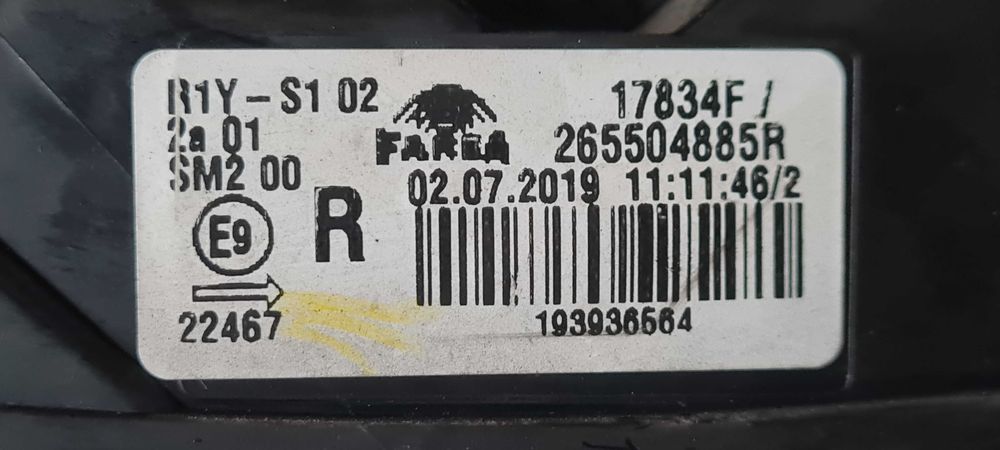 R1Y-S1 02
2a 01
SM2 00
FARBA
17834F /
265504885R
02.07.2019 11:11:46/2
E9
R
22467
193936564